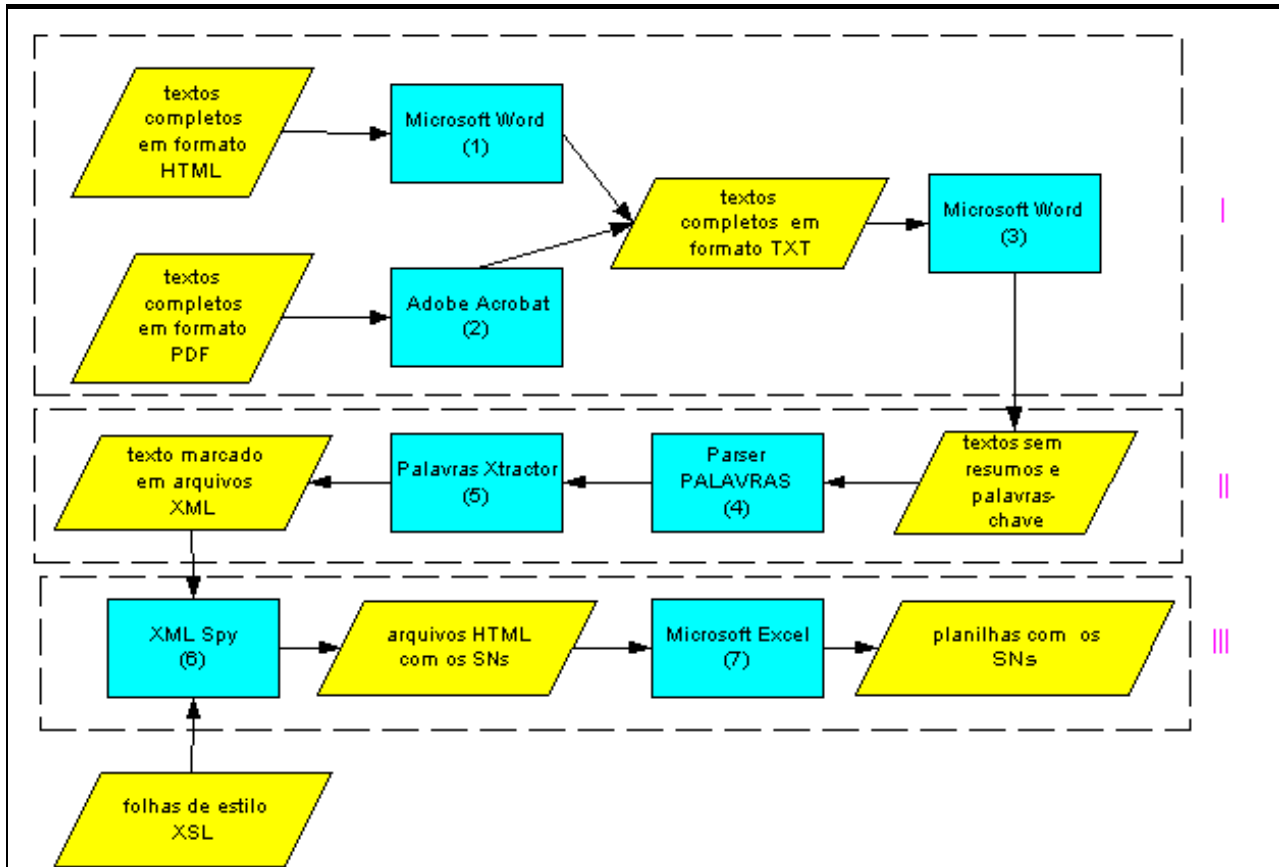 textos
completos
em formato
HTML
Microsoft Word
(1)
textos
completos em
formato TXT
Microsoft Word
(3)
I
textos
completos
em formato
PDF
Adobe Acrobat
(2)
texto marcado
em arquivos
XML
Palavras Xtractor
(5)
Parser
PALAVRAS
(4)
textos sem
resumos e
palavras-
chave
II
XML Spy
(6)
arquivos HTML
com os SNs
Microsoft Excel
(7)
planilhas com os
SNs
III
folhas de estilo
XSL